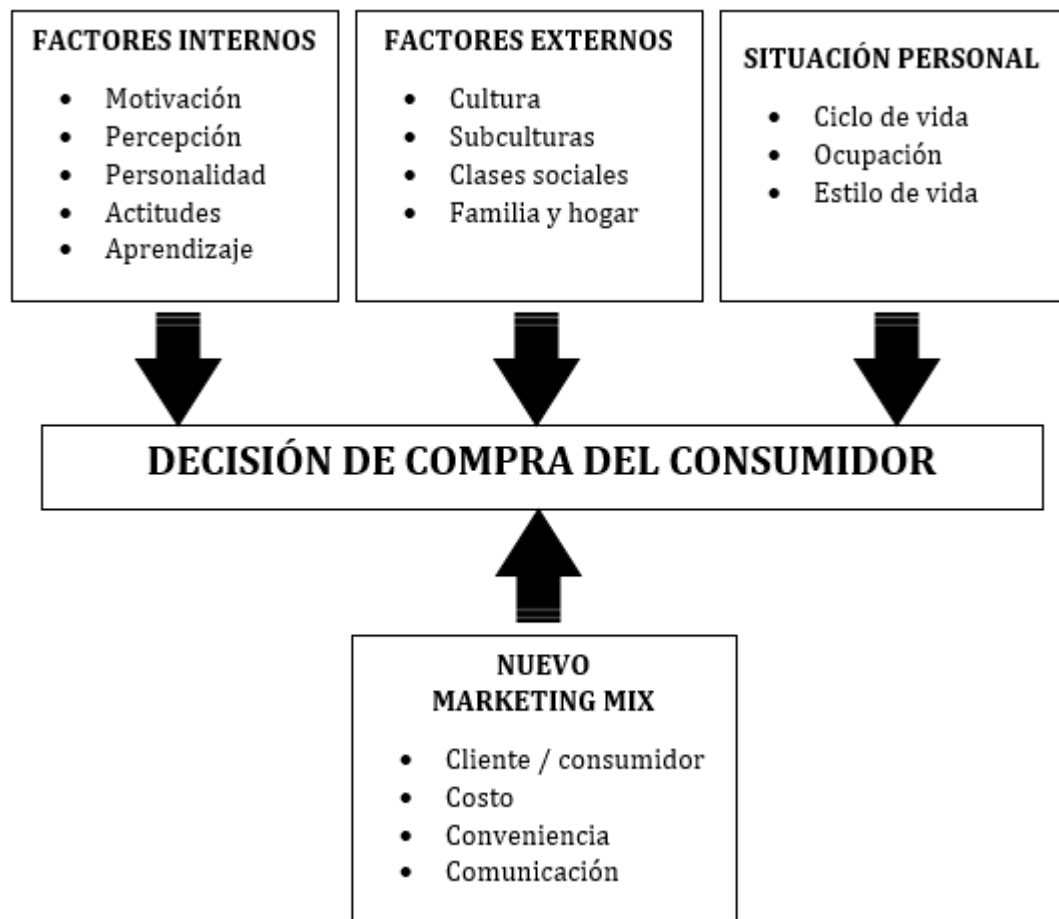 FACTORES INTERNOS
• Motivación
• Percepción
• Personalidad
• Actitudes
• Aprendizaje
FACTORES EXTERNOS
• Cultura
• Subculturas
• Clases sociales
• Familia y hogar
SITUACIÓN PERSONAL
• Ciclo de vida
• Ocupación
• Estilo de vida
DECISIÓN DE COMPRA DEL CONSUMIDOR
NUEVO
MARKETING MIX
• Cliente / consumidor
• Costo
• Conveniencia
• Comunicación